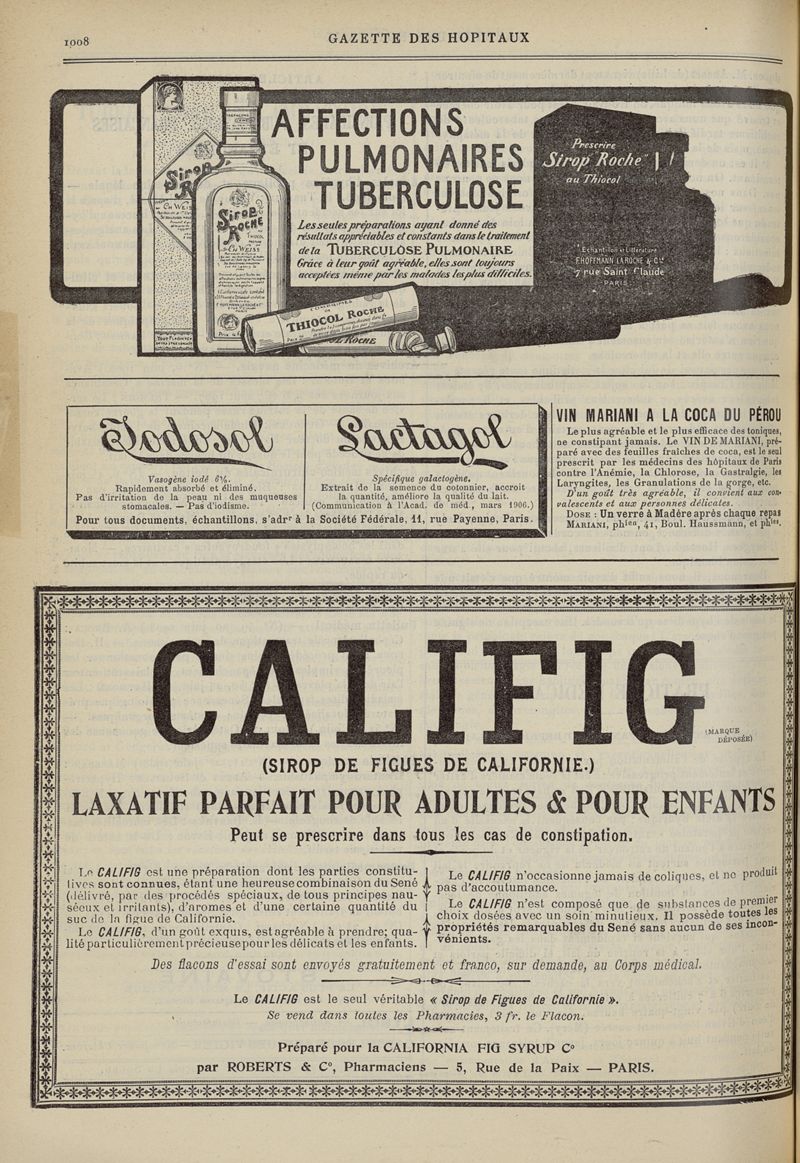 1008
GAZETTE DES HOPITAUX
AFFECTIONS
PULMONAIRES
TUBERCULOSE
Les seules préparations ayant donné des
résultats appréciables et constants dans le traitement
de la TUBERCULOSE PULMONAIRE
Grâce à leur goût agréable, elles sont toujours
acceptées même par les malades les plus difficiles.
Sirop
Sirop
ROCHE
THIOCOL ROCHE
Prescrire
Sirop "Roche"
au Thiocol
Echantillon et Littérature
F. HOFFMANN-LA ROCHE & Cie
7 rue Saint Claude
PARIS
Iodosol
Vasogène iodé 6%.
Rapidement absorbé et éliminé.
Pas d'irritation de la peau ni des muqueuses
stomacales. — Pas d'iodisme.
Lactagol
Spécifique galactogène.
Extrait de la semence du cotonnier, accroit
la quantité, améliore la qualité du lait.
(Communication à l'Acad. de méd., mars 1906.)
Pour tous documents, échantillons, s'adr à la Société Fédérale, 11, rue Payenne, Paris.
VIN MARIANI A LA COCA DU PÉROU
Le plus agréable et le plus efficace des toniques,
ne constipant jamais. Le VIN DE MARIANI, pré-
paré avec des feuilles fraîches de coca, est le seul
prescrit par les médecins des hôpitaux de Paris
contre l'Anémie, la Chlorose, la Gastralgie, les
Laryngites, les Granulations de la gorge, etc.
D'un goût très agréable, il convient aux con-
valescents et aux personnes délicates.
DOSE : Un verre à Madère après chaque repas
MARIANI, phien, 41, Boul. Haussmann, et phies.
CALIFIG
(MARQUE
DÉPOSÉE)
(SIROP DE FIGUES DE CALIFORNIE.)
LAXATIF PARFAIT POUR ADULTES & POUR ENFANTS
Peut se prescrire dans tous les cas de constipation.
Le CALIFIG est une préparation dont les parties constitu-
tives sont connues, étant une heureuse combinaison du Sené
(délivré, par des procédés spéciaux, de tous principes nau-
séeux et irritants), d'aromes et d'une certaine quantité du
suc de la figue de Californie.
Le CALIFIG, d'un goût exquis, est agréable à prendre; qua-
lité particulièrement précieuse pour les délicats et les enfants.
Le CALIFIG n'occasionne jamais de coliques, et ne produit
pas d'accoutumance.
Le CALIFIG n'est composé que de substances de premier
choix dosées avec un soin minutieux. Il possède toutes les
propriétés remarquables du Sené sans aucun de ses incon-
vénients.
Des flacons d'essai sont envoyés gratuitement et franco, sur demande, au Corps médical.
Le CALIFIG est le seul véritable « Sirop de Figues de Californie ».
Se vend dans toutes les Pharmacies, 3 fr. le Flacon.
Préparé pour la CALIFORNIA FIG SYRUP Co
par ROBERTS & Co, Pharmaciens — 5, Rue de la Paix — PARIS.